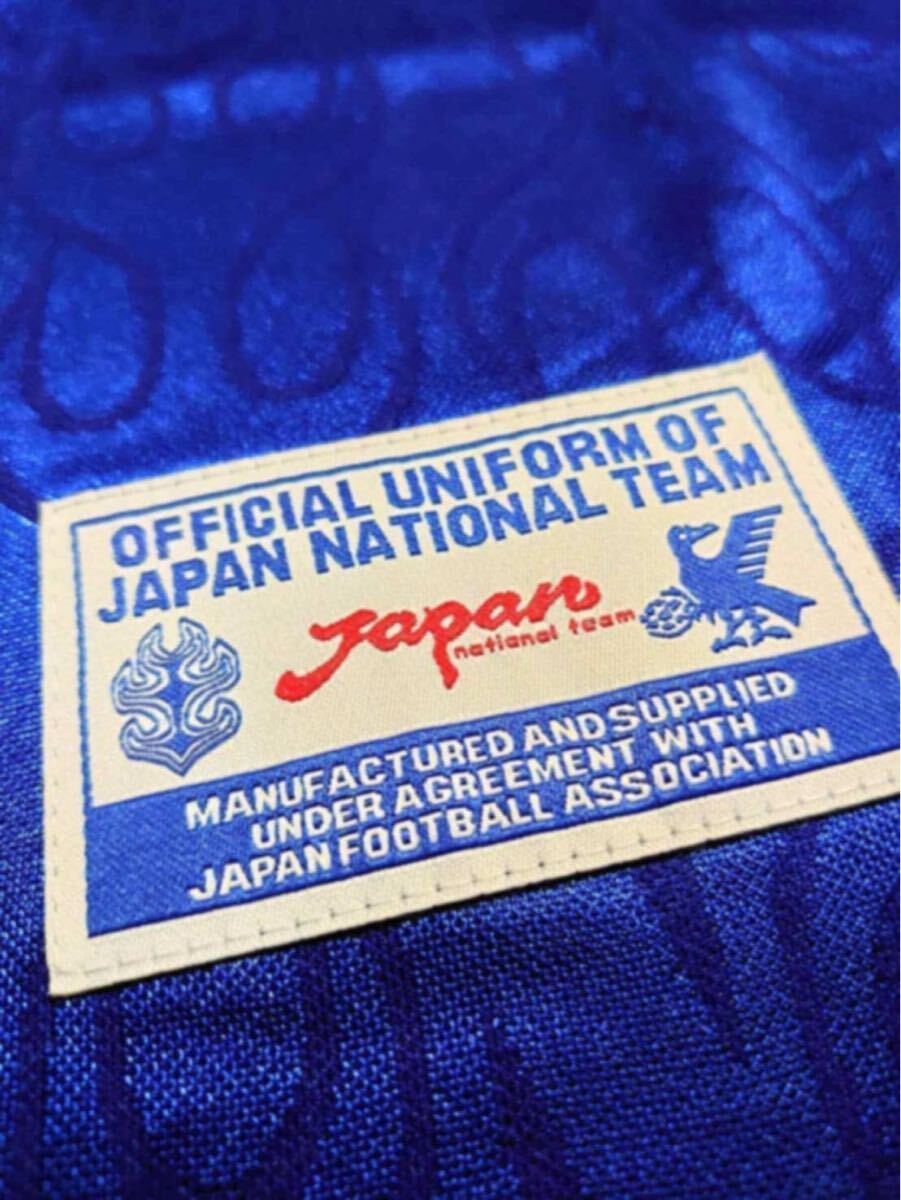 OFFICIAL UNIFORM OF
JAPAN NATIONAL TEAM
Japan
national team
MANUFACTURED AND SUPPLIED
UNDER AGREEMENT WITH
JAPAN FOOTBALL ASSOCIATION